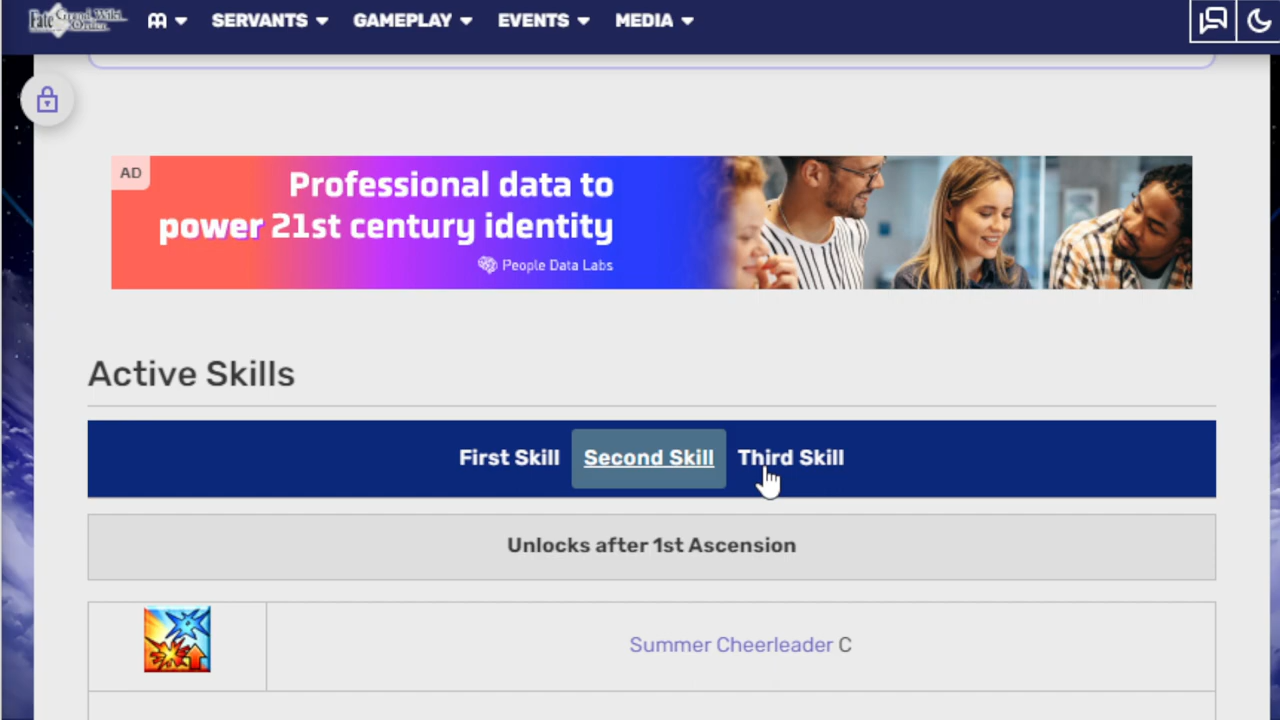 Fate Grand Order Wiki
SERVANTS GAMEPLAY EVENTS MEDIA
AD
Professional data to
power 21st century identity
People Data Labs
Active Skills
First Skill Second Skill Third Skill
Unlocks after 1st Ascension
Summer Cheerleader C